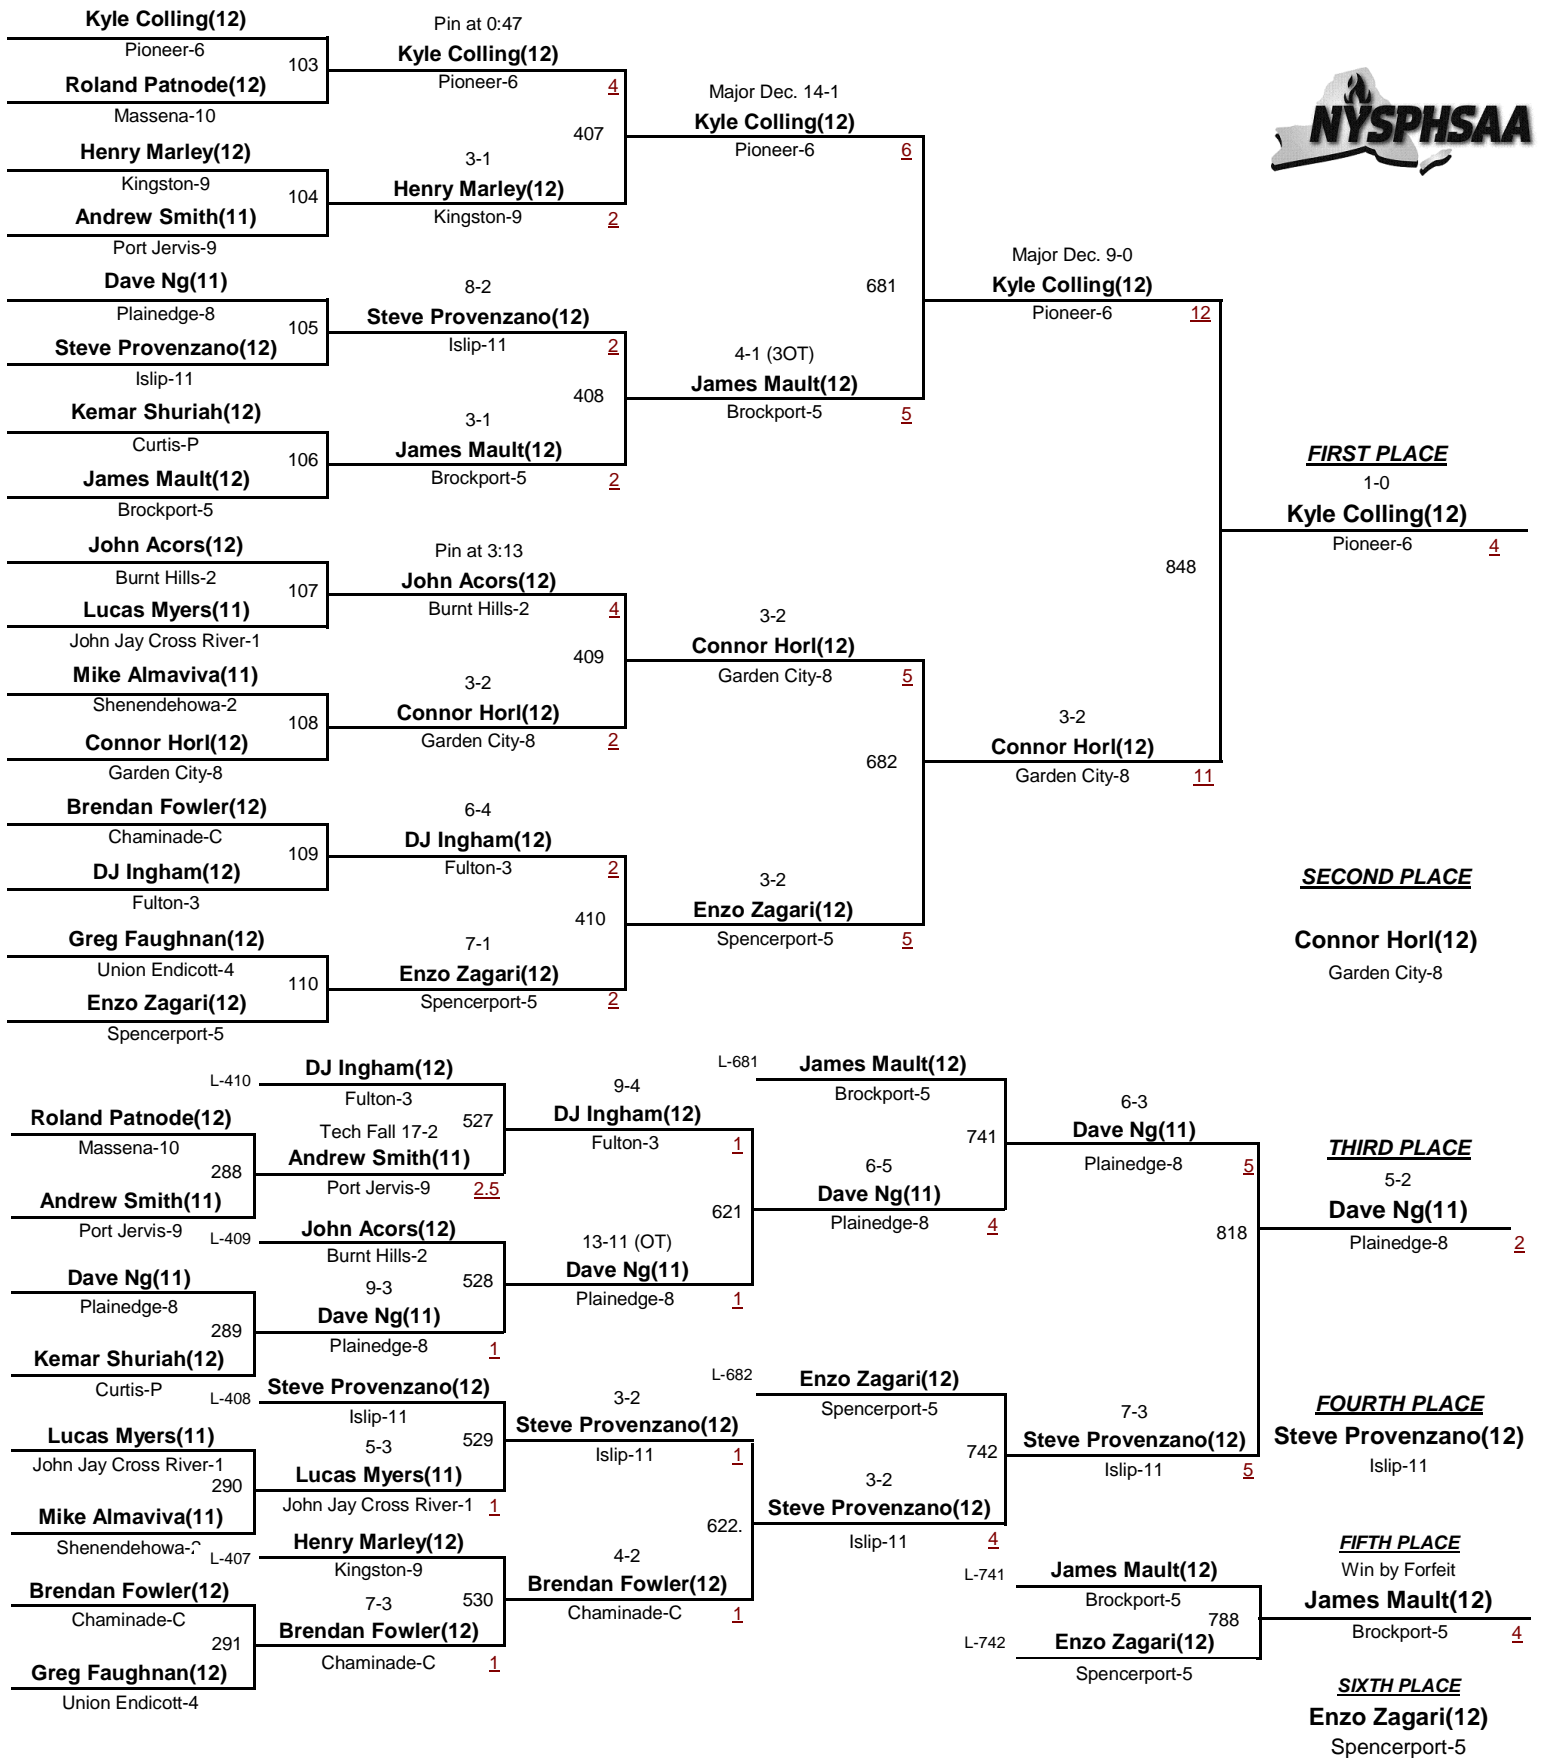 Kyle Colling(12)
Pioneer-6
103
Roland Patnode(12)
Massena-10
Henry Marley(12)
Kingston-9
104
Andrew Smith(11)
Port Jervis-9
Dave Ng(11)
Plainedge-8
105
Steve Provenzano(12)
Islip-11
Kemar Shuriah(12)
Curtis-P
106
James Mault(12)
Brockport-5
John Acors(12)
Burnt Hills-2
107
Lucas Myers(11)
John Jay Cross River-1
Mike Almaviva(11)
Shenendehowa-2
108
Connor Horl(12)
Garden City-8
Brendan Fowler(12)
Chaminade-C
109
DJ Ingham(12)
Fulton-3
Greg Faughnan(12)
Union Endicott-4
110
Enzo Zagari(12)
Spencerport-5
Pin at 0:47
Kyle Colling(12)
Pioneer-6 4
407
3-1
Henry Marley(12)
Kingston-9 2
8-2
Steve Provenzano(12)
Islip-11 2
408
3-1
James Mault(12)
Brockport-5 2
Pin at 3:13
John Acors(12)
Burnt Hills-2 4
409
3-2
Connor Horl(12)
Garden City-8 2
6-4
DJ Ingham(12)
Fulton-3 2
410
7-1
Enzo Zagari(12)
Spencerport-5 2
Major Dec. 14-1
Kyle Colling(12)
Pioneer-6 6
681
4-1 (3OT)
James Mault(12)
Brockport-5 5
3-2
Connor Horl(12)
Garden City-8 5
682
3-2
Enzo Zagari(12)
Spencerport-5 5
Major Dec. 9-0
Kyle Colling(12)
Pioneer-6 12
848
3-2
Connor Horl(12)
Garden City-8 11
NYSPHSAA
FIRST PLACE
1-0
Kyle Colling(12)
Pioneer-6 4
SECOND PLACE
Connor Horl(12)
Garden City-8
Roland Patnode(12)
Massena-10
288
Andrew Smith(11)
Port Jervis-9
Dave Ng(11)
Plainedge-8
289
Kemar Shuriah(12)
Curtis-P
Lucas Myers(11)
John Jay Cross River-1
290
Mike Almaviva(11)
Shenendehowa-2
Brendan Fowler(12)
Chaminade-C
291
Greg Faughnan(12)
Union Endicott-4
L-410 DJ Ingham(12)
Fulton-3
527
Tech Fall 17-2
Andrew Smith(11)
Port Jervis-9 2.5
L-409 John Acors(12)
Burnt Hills-2
528
9-3
Dave Ng(11)
Plainedge-8 1
L-408 Steve Provenzano(12)
Islip-11
529
5-3
Lucas Myers(11)
John Jay Cross River-1 1
L-407 Henry Marley(12)
Kingston-9
530
7-3
Brendan Fowler(12)
Chaminade-C 1
9-4
DJ Ingham(12)
Fulton-3 1
621
13-11 (OT)
Dave Ng(11)
Plainedge-8 1
3-2
Steve Provenzano(12)
Islip-11 1
622.
4-2
Brendan Fowler(12)
Chaminade-C 1
L-681 James Mault(12)
Brockport-5
741
6-5
Dave Ng(11)
Plainedge-8 4
L-682 Enzo Zagari(12)
Spencerport-5
742
3-2
Steve Provenzano(12)
Islip-11 4
6-3
Dave Ng(11)
Plainedge-8 5
818
7-3
Steve Provenzano(12)
Islip-11 5
THIRD PLACE
5-2
Dave Ng(11)
Plainedge-8 2
FOURTH PLACE
Steve Provenzano(12)
Islip-11
L-741 James Mault(12)
Brockport-5
788
L-742 Enzo Zagari(12)
Spencerport-5
FIFTH PLACE
Win by Forfeit
James Mault(12)
Brockport-5 4
SIXTH PLACE
Enzo Zagari(12)
Spencerport-5